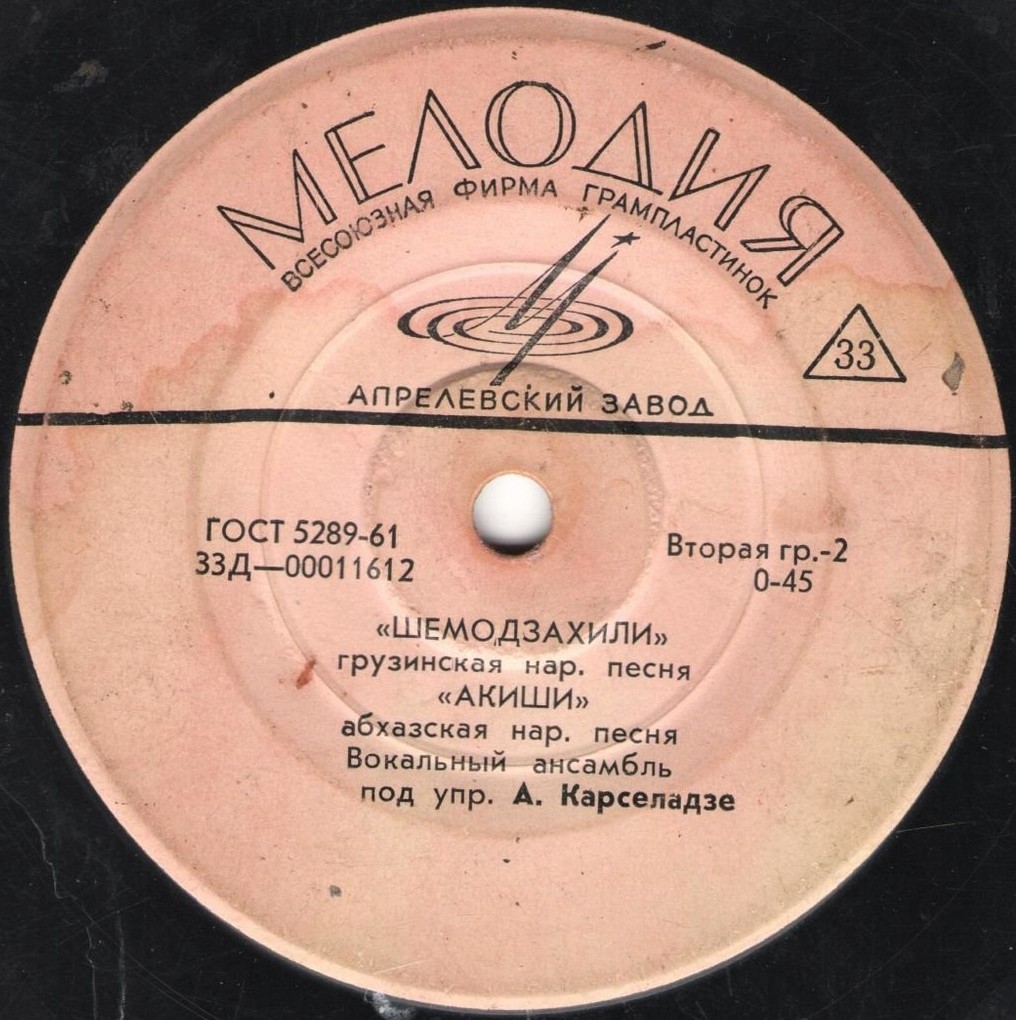 МЕЛОДИЯ
ВСЕСОЮЗНАЯ ФИРМА ГРАМПЛАСТИНОК
33
АПРЕЛЕВСКИЙ ЗАВОД
ГОСТ 5289-61
33Д—00011612
Вторая гр.-2
0-45
«ШЕМОДЗАХИЛИ»
грузинская нар. песня
«АКИШИ»
абхазская нар. песня
Вокальный ансамбль
под упр. А. Карселадзе